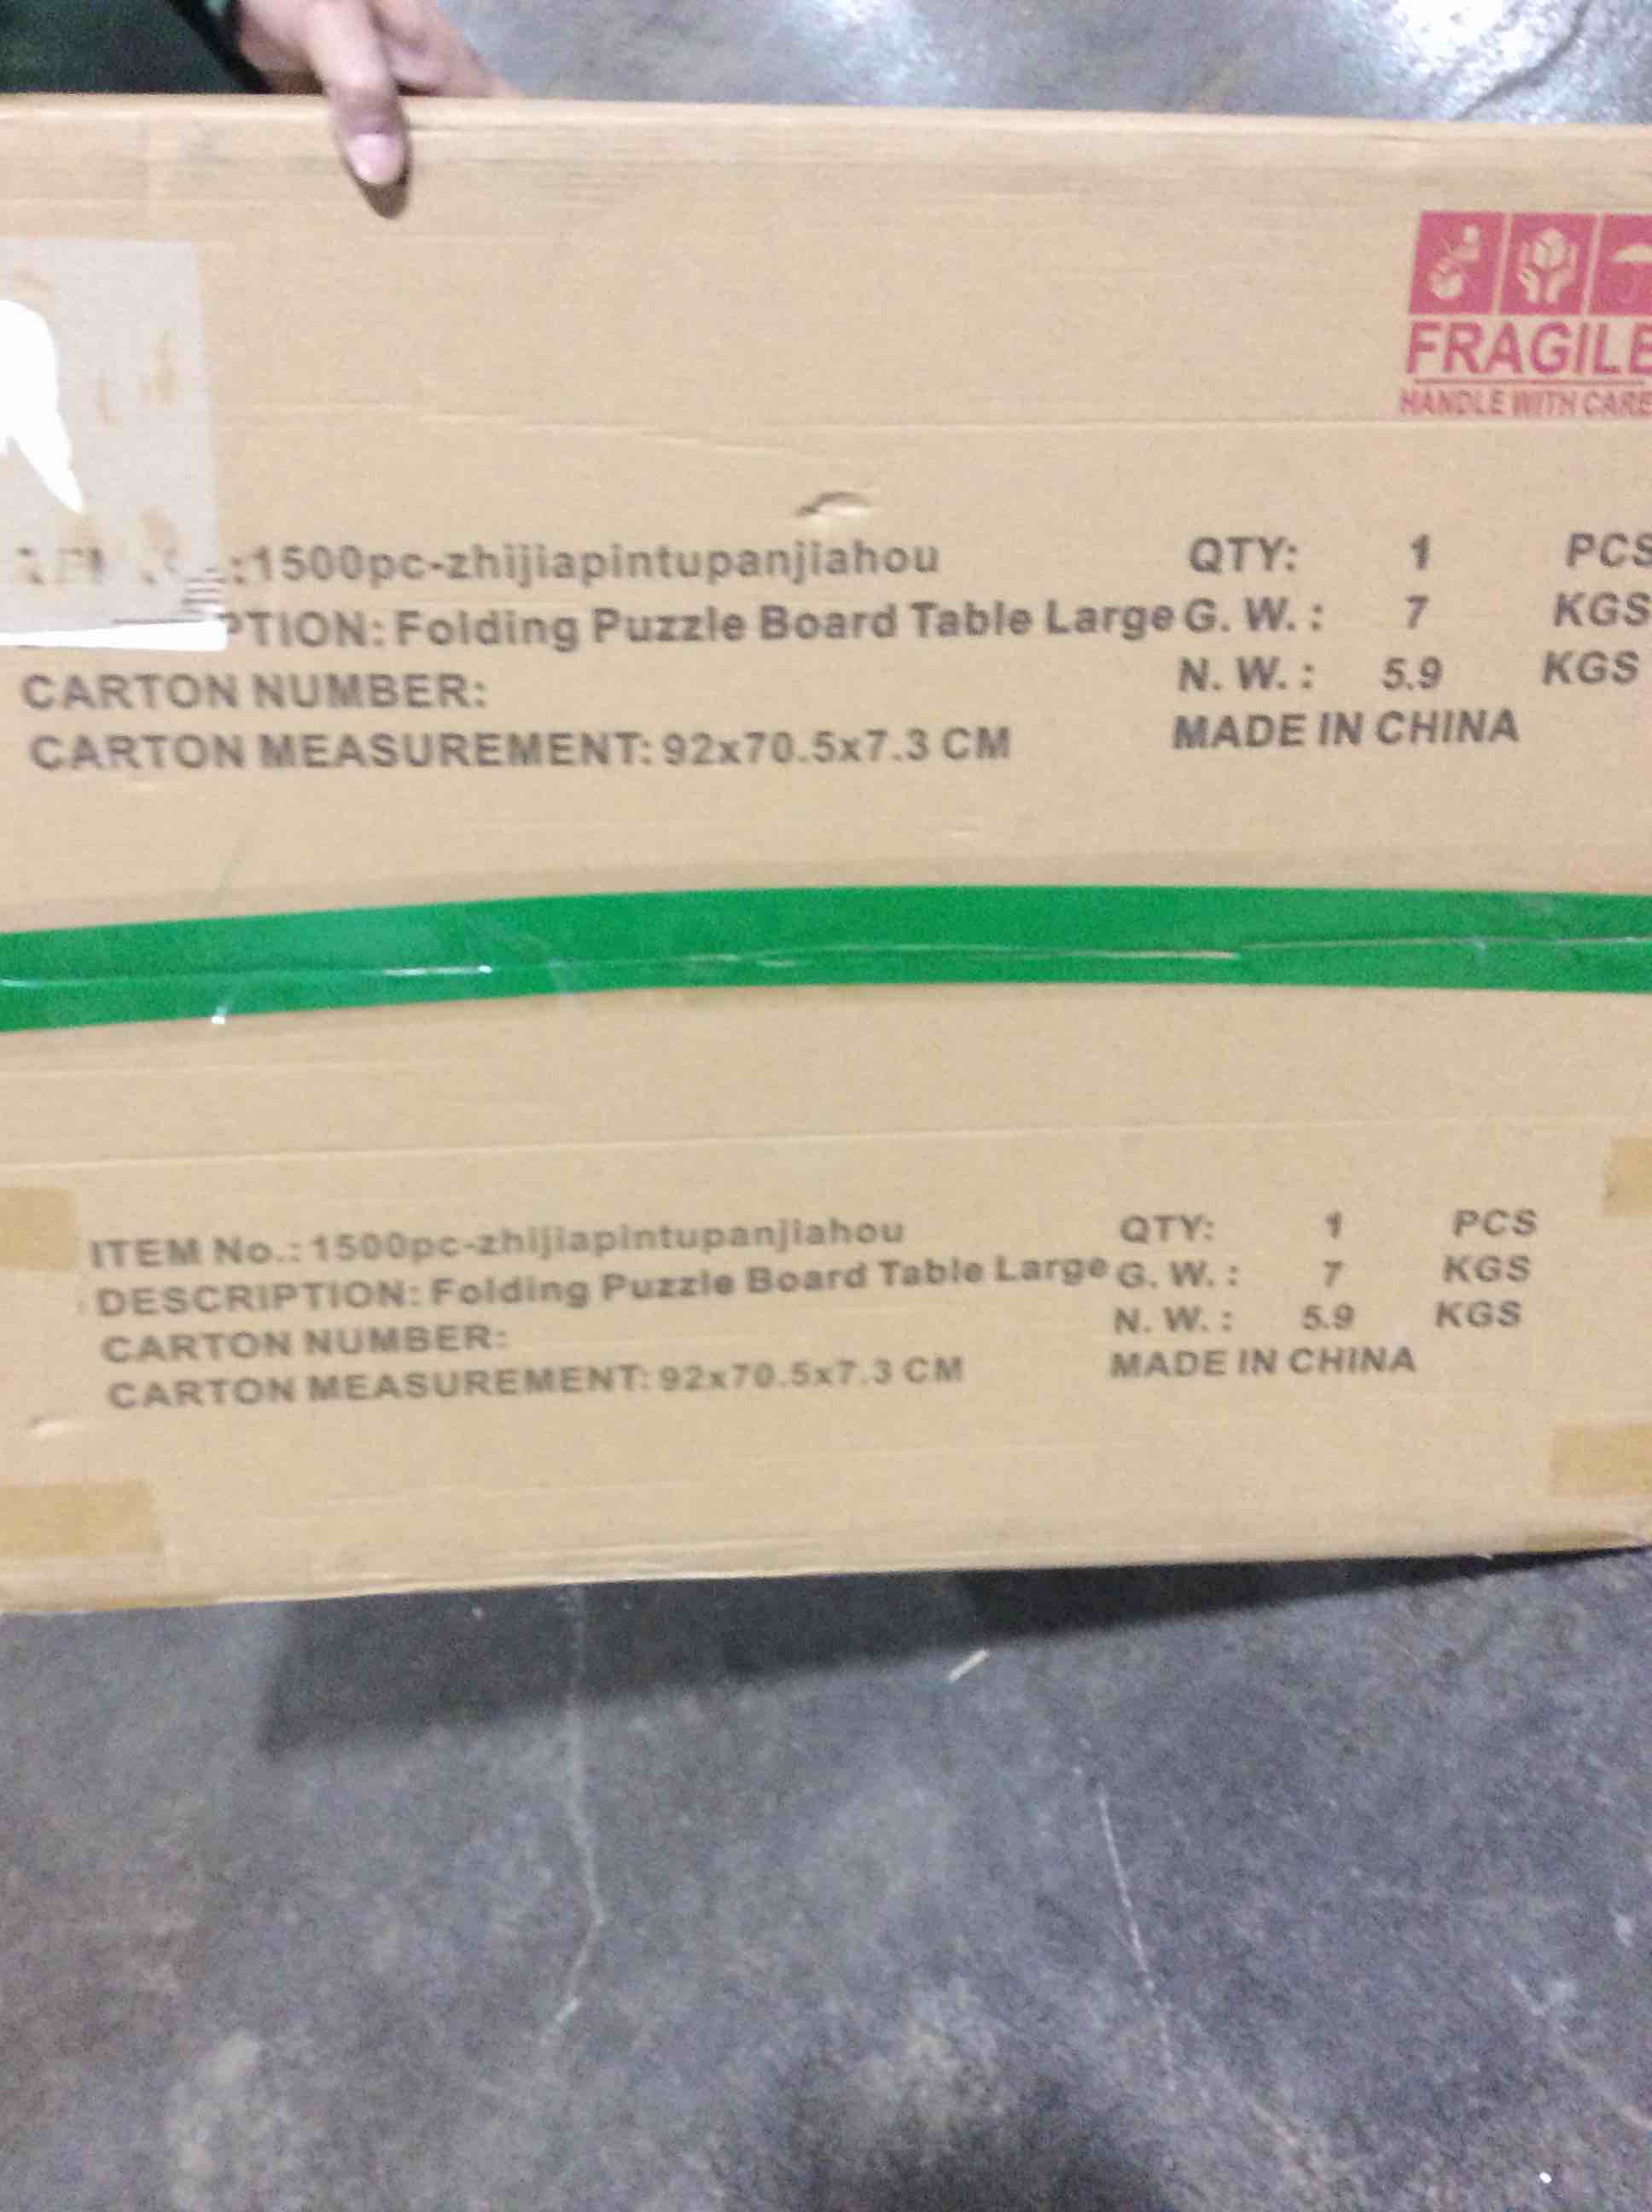 FRAGILE
HANDLE WITH CARE
:1500pc-zhijiapintupanjiahou QTY: 1 PCS
PTION: Folding Puzzle Board Table Large G. W. : 7 KGS
CARTON NUMBER: N. W. : 5.9 KGS
CARTON MEASUREMENT: 92x70.5x7.3 CM MADE IN CHINA
ITEM No.: 1500pc-zhijiapintupanjiahou QTY: 1 PCS
DESCRIPTION: Folding Puzzle Board Table Large G. W. : 7 KGS
CARTON NUMBER: N. W. : 5.9 KGS
CARTON MEASUREMENT: 92x70.5x7.3 CM MADE IN CHINA